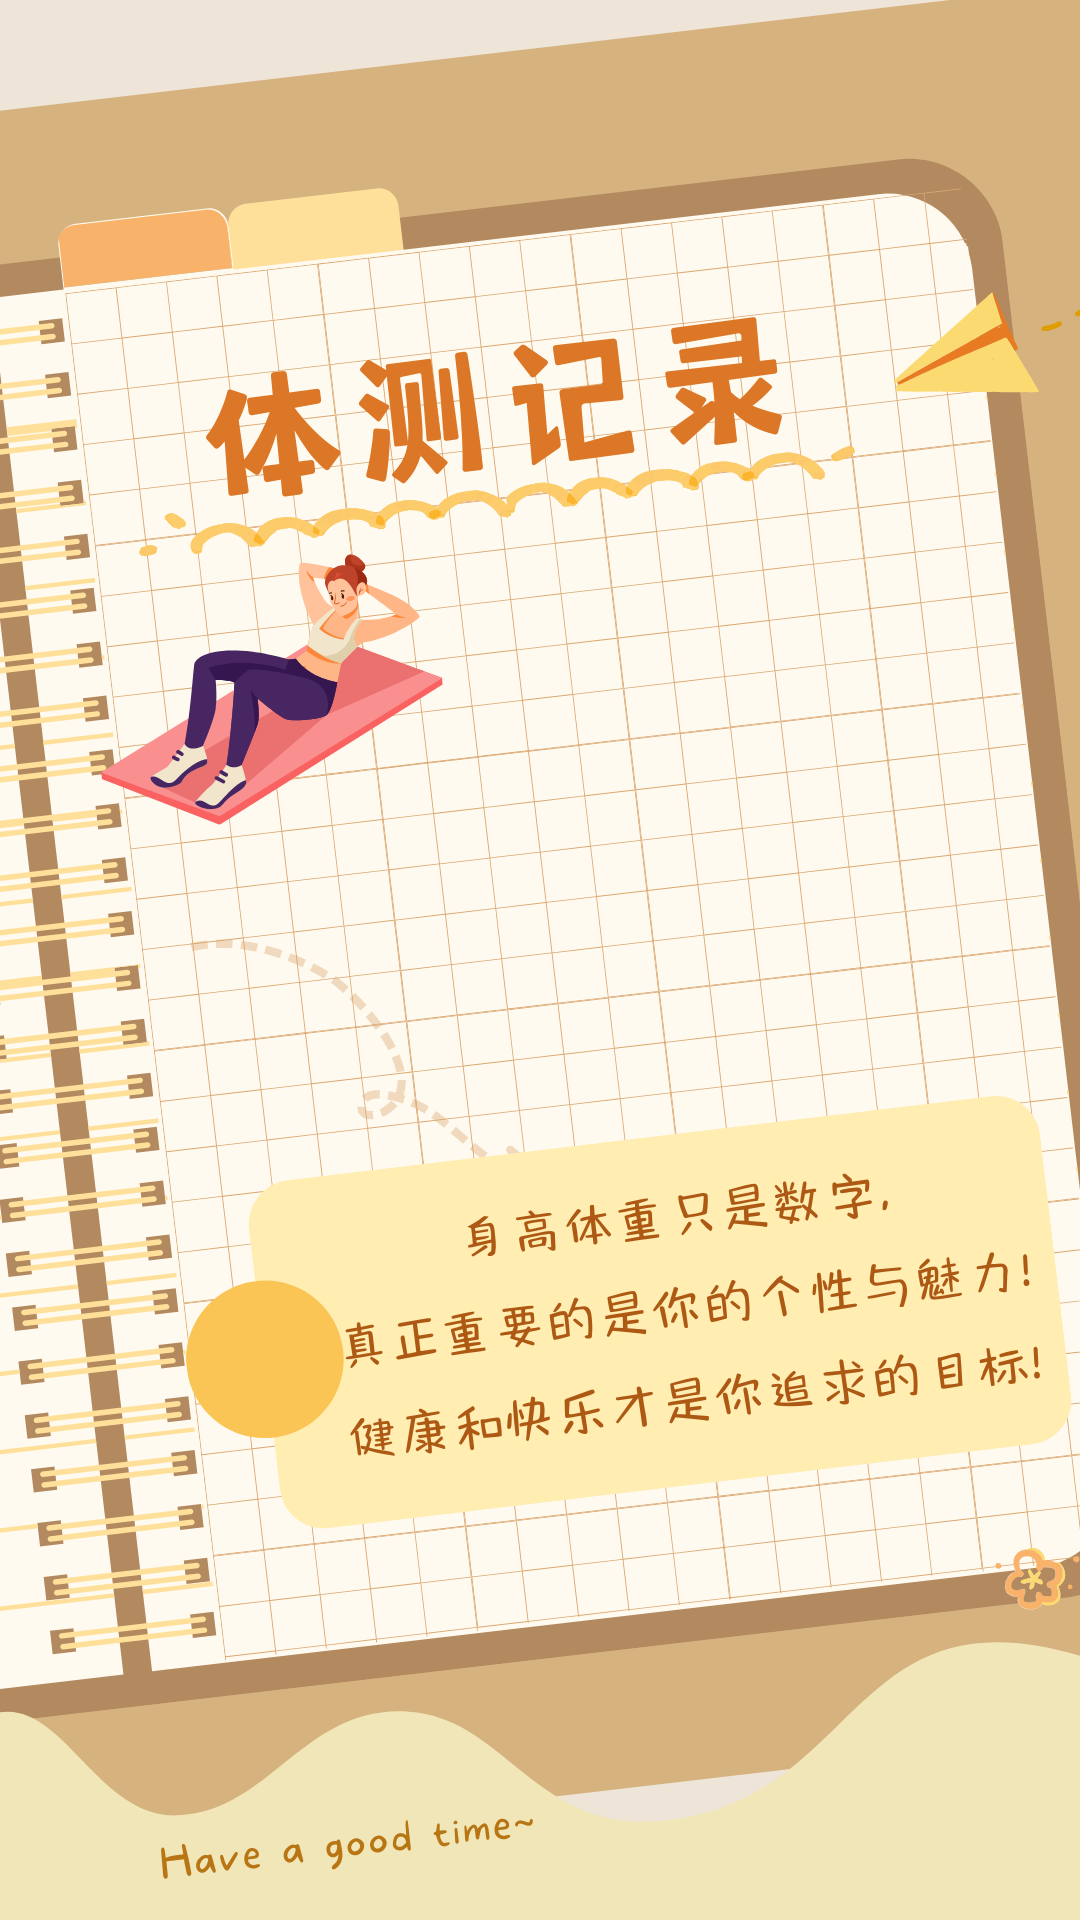 体测记录
身高体重只是数字,
真正重要的是你的个性与魅力!
健康和快乐才是你追求的目标!
Have a good time~